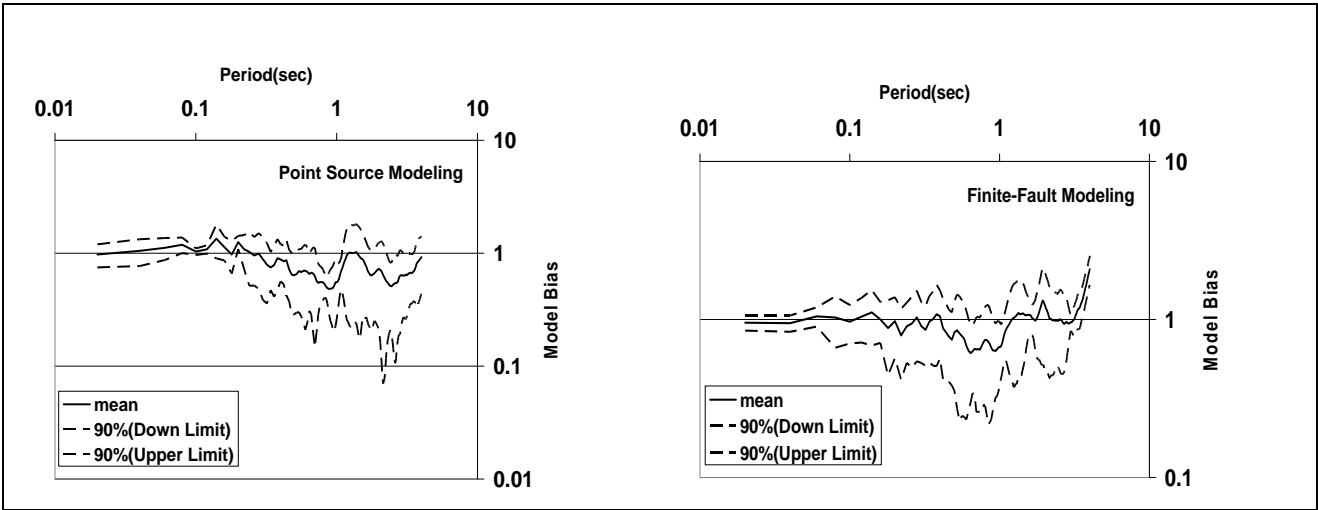 Period(sec)
0.01 0.1 1 10
10
Point Source Modeling
1
Model Bias
0.1
mean
90%(Down Limit)
90%(Upper Limit)
0.01
Period(sec)
0.01 0.1 1 10
10
Finite-Fault Modeling
1
Model Bias
mean
90%(Down Limit)
90%(Upper Limit)
0.1